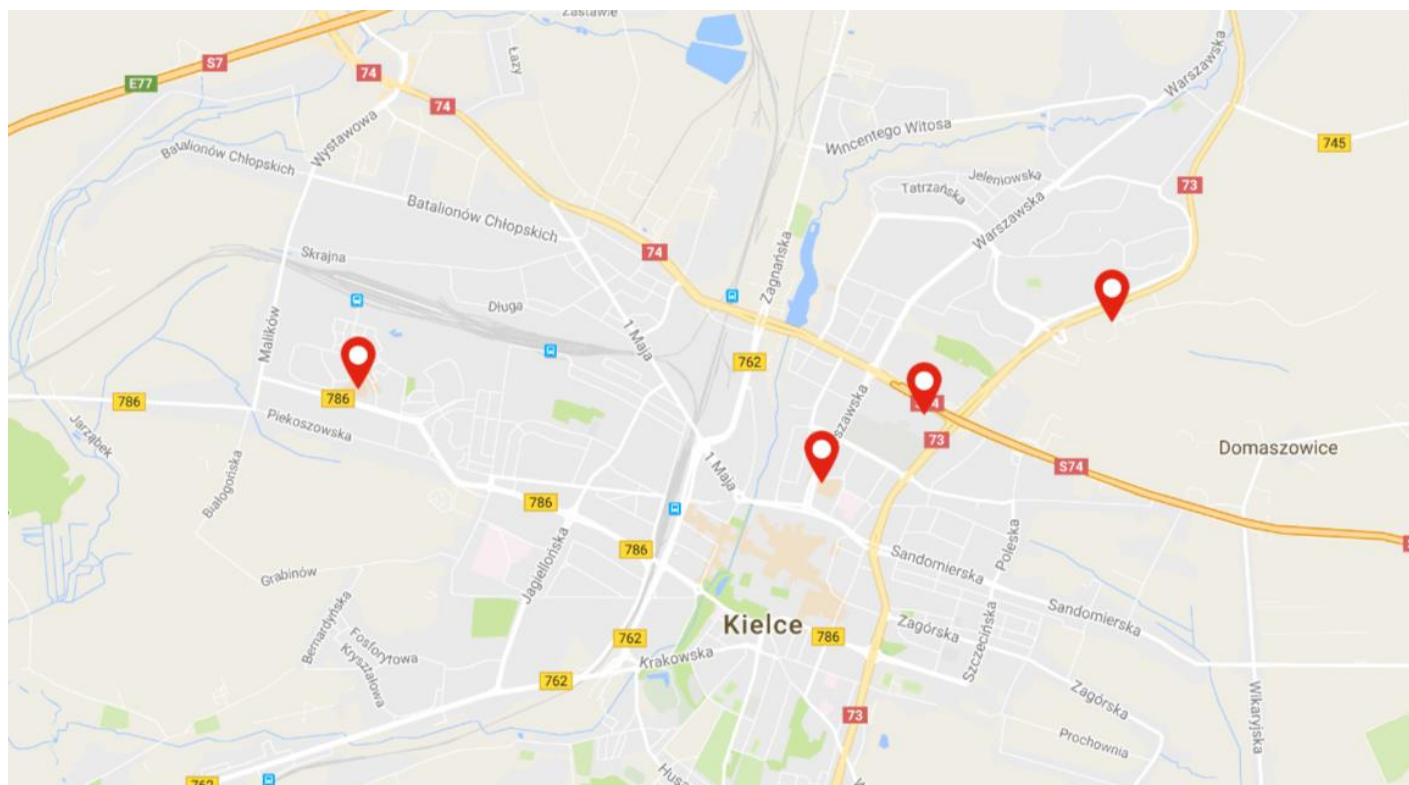 Zastawie
S7
E77
74
Łazy
74
Warszawska
Wystawowa
Wincentego Witosa
745
Batalionów Chłopskich
Jeleniowska
73
Tatrzańska
Batalionów Chłopskich
Warszawska
74
Skrajna
Zagnańska
Długa
1 Maja
Malików
762
786
786
Piekoszowska
73
Jarząbek
Domaszowice
1 Maja
S74
Białogońska
786
Poleska
786
Sandomierska
Jagiellońska
Grabinów
Sandomierska
Bernardyńska
Fosforytowa
Kryształowa
762
Kielce
786
Zagórska
Szczecińska
Krakowska
762
Zagórska
Wikaryjska
73
Prochownia
762